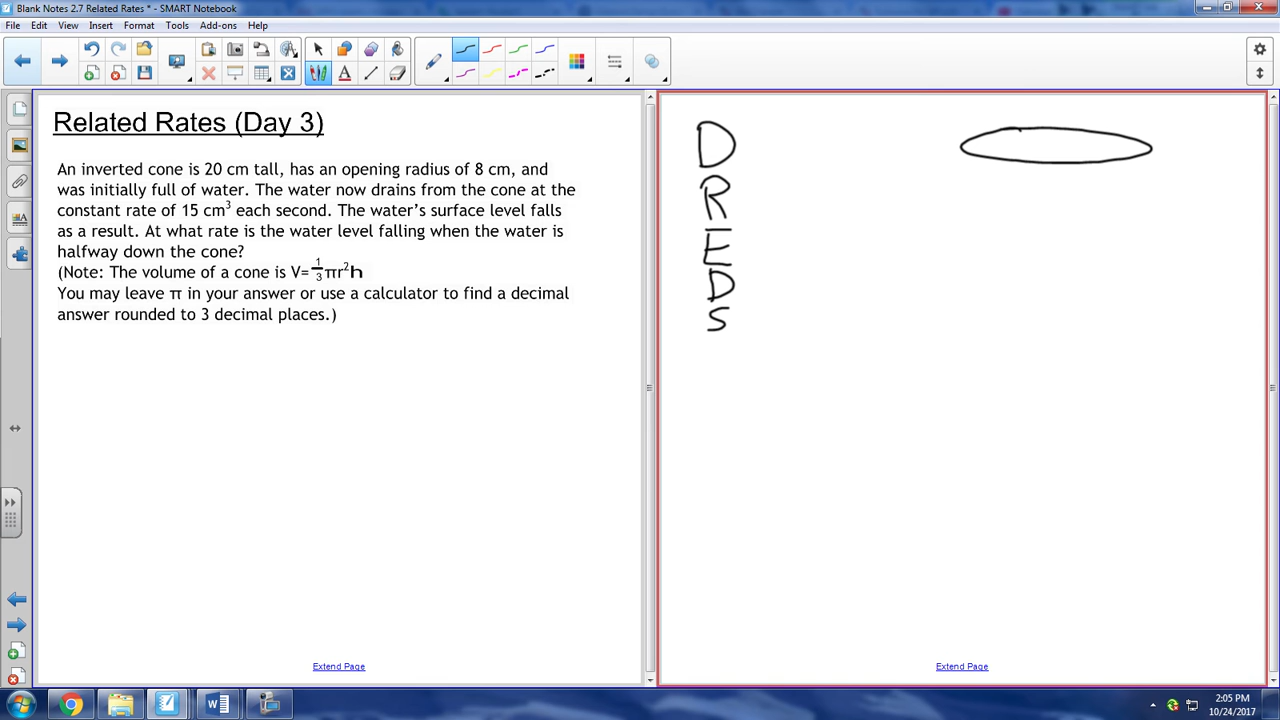 Blank Notes 2.7 Related Rates * - SMART Notebook
File Edit View Insert Format Tools Add-ons Help
Related Rates (Day 3)
An inverted cone is 20 cm tall, has an opening radius of 8 cm, and
was initially full of water. The water now drains from the cone at the
constant rate of 15 cm³ each second. The water’s surface level falls
as a result. At what rate is the water level falling when the water is
halfway down the cone?
(Note: The volume of a cone is V=1/3πr²h
You may leave π in your answer or use a calculator to find a decimal
answer rounded to 3 decimal places.)
Extend Page
D
R
E
D
S
Extend Page
2:05 PM
10/24/2017